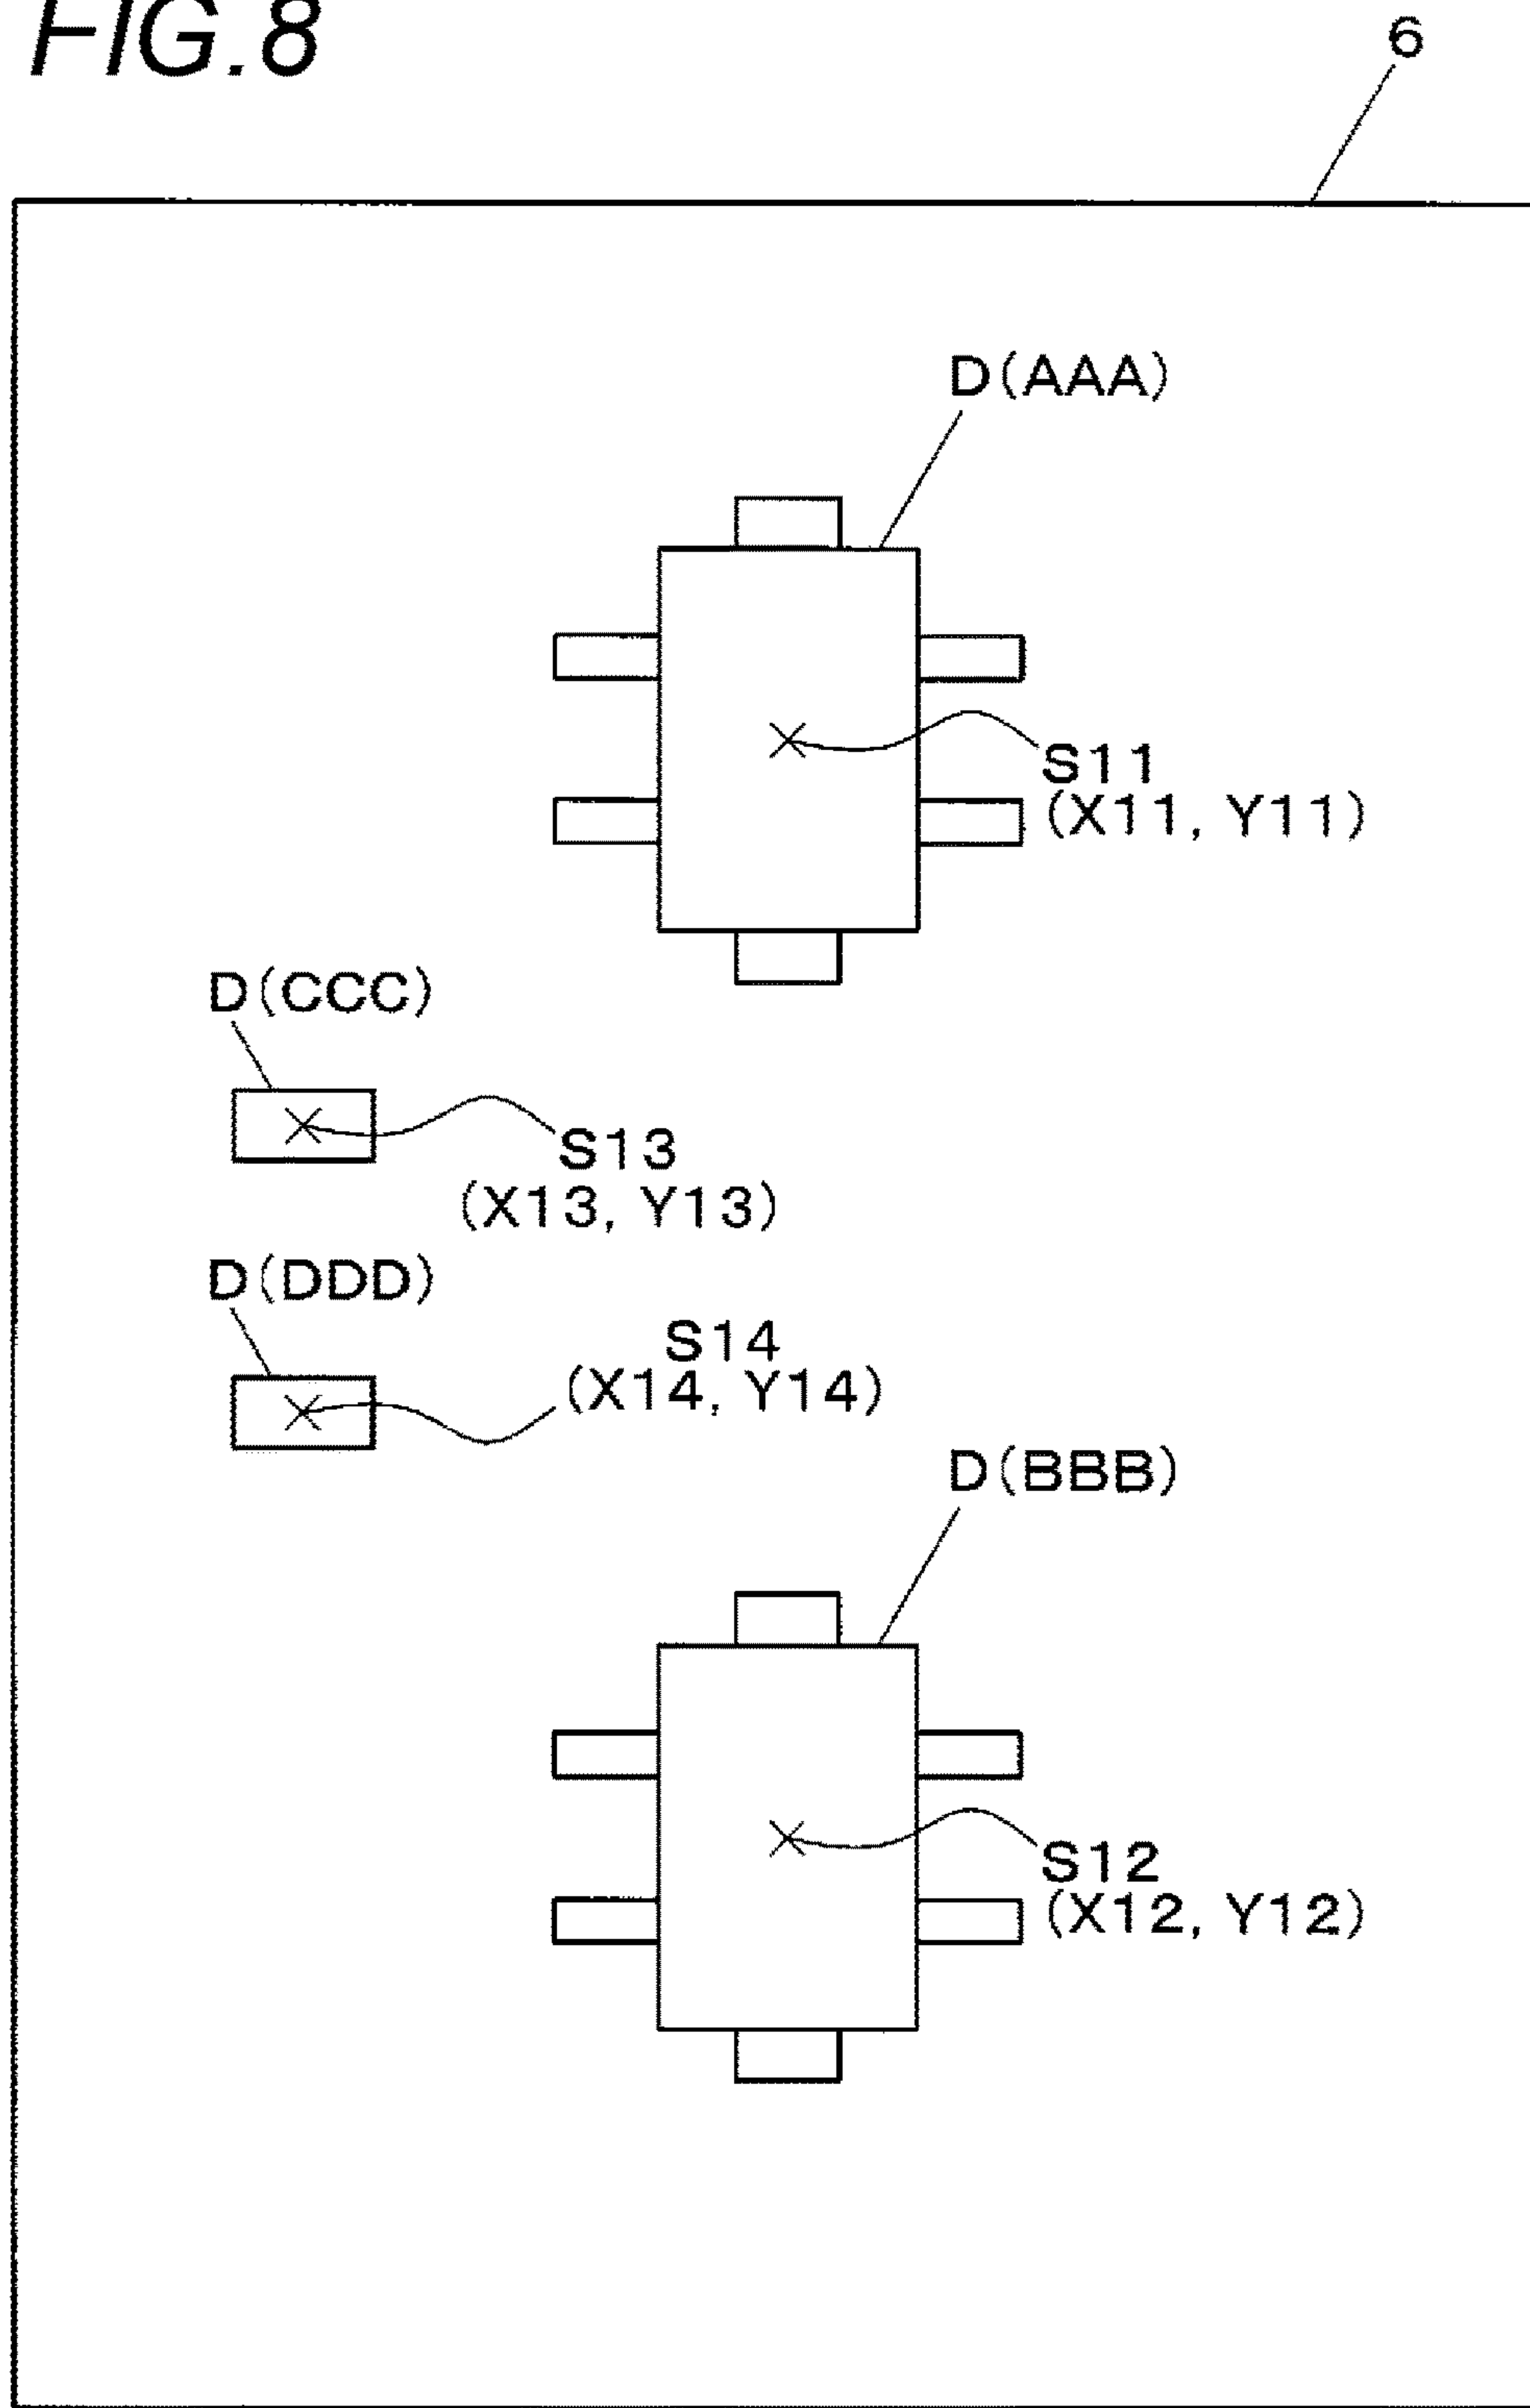 FIG.8
6
D(AAA)
S11
(X11, Y11)
D(CCC)
S13
(X13, Y13)
D(DDD)
S14
(X14, Y14)
D(BBB)
S12
(X12, Y12)